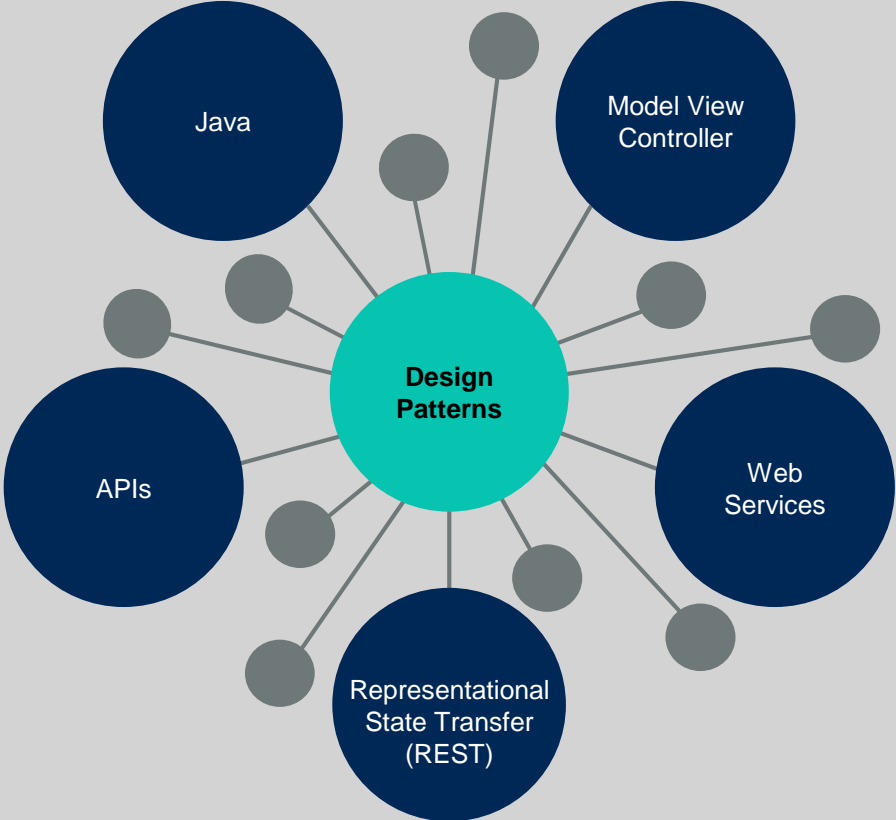 Java
Model View
Controller
Design
Patterns
APIs
Web
Services
Representational
State Transfer
(REST)